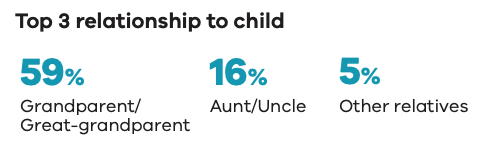 Top 3 relationship to child
59%
16%
5%
Grandparent/
Great-grandparent
Aunt/Uncle
Other relatives